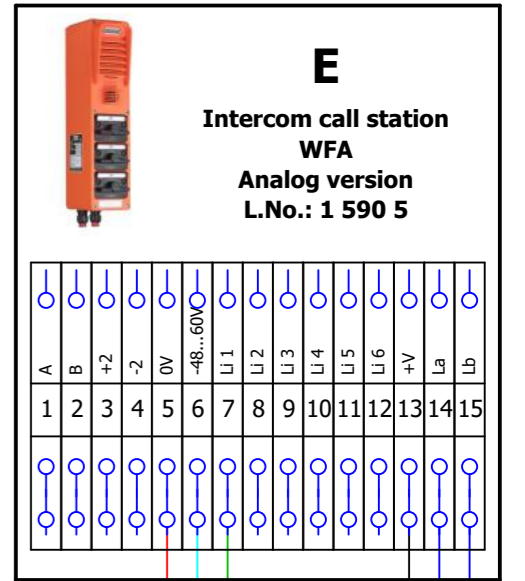 E
Intercom call station
WFA
Analog version
L.No.: 1 590 5
A B +2 -2 0V -48...60V Li 1 Li 2 Li 3 Li 4 Li 5 Li 6 +V La Lb
1 2 3 4 5 6 7 8 9 10 11 12 13 14 15